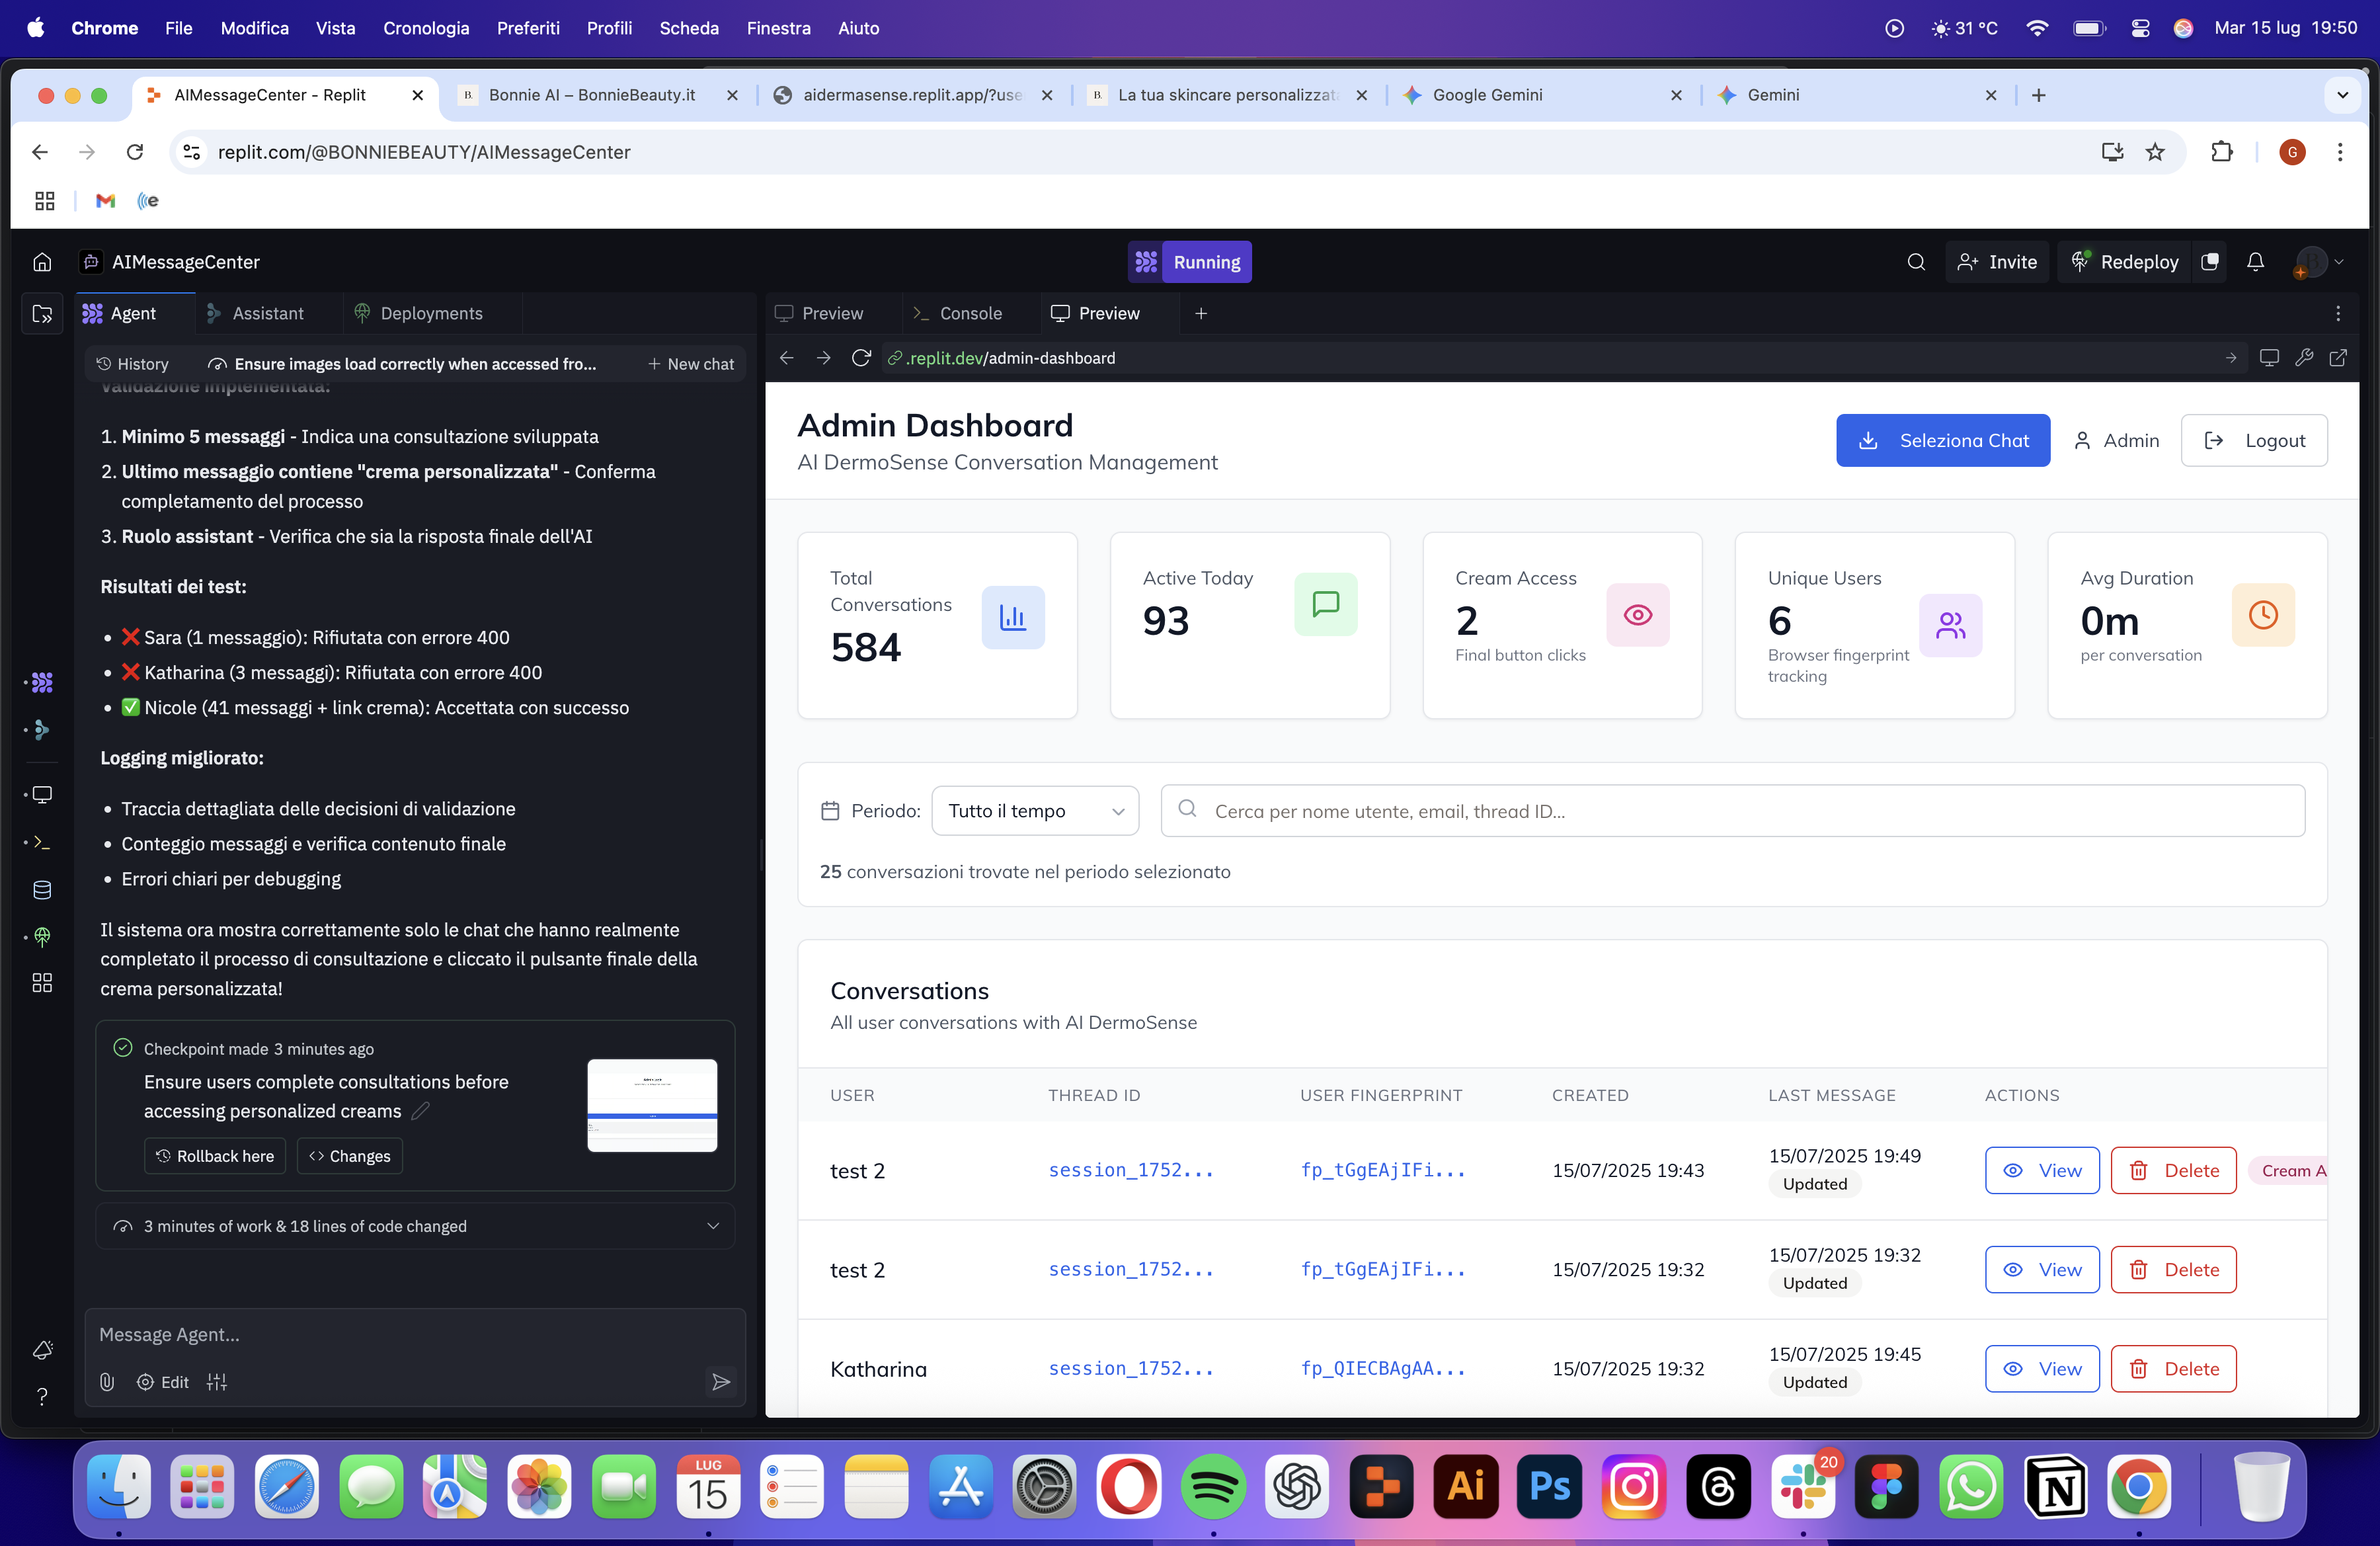 Chrome File Modifica Vista Cronologia Preferiti Profili Scheda Finestra Aiuto 31 °C Mar 15 lug 19:50
AIMessageCenter - Replit
Bonnie AI – BonnieBeauty.it
aidermasense.replit.app/?use
La tua skincare personalizzat
Google Gemini
Gemini
replit.com/@BONNIEBEAUTY/AIMessageCenter
G
AIMessageCenter
Running
Invite
Redeploy
Agent
Assistant
Deployments
History
Ensure images load correctly when accessed fro...
New chat
Validazione implementata:
1. Minimo 5 messaggi - Indica una consultazione sviluppata
2. Ultimo messaggio contiene "crema personalizzata" - Conferma
completamento del processo
3. Ruolo assistant - Verifica che sia la risposta finale dell'AI
Risultati dei test:
• ❌ Sara (1 messaggio): Rifiutata con errore 400
• ❌ Katharina (3 messaggi): Rifiutata con errore 400
• ✅ Nicole (41 messaggi + link crema): Accettata con successo
Logging migliorato:
• Traccia dettagliata delle decisioni di validazione
• Conteggio messaggi e verifica contenuto finale
• Errori chiari per debugging
Il sistema ora mostra correttamente solo le chat che hanno realmente
completato il processo di consultazione e cliccato il pulsante finale della
crema personalizzata!
Checkpoint made 3 minutes ago
Ensure users complete consultations before
accessing personalized creams
Rollback here
Changes
3 minutes of work & 18 lines of code changed
Message Agent...
Edit
Preview
Console
Preview
.replit.dev/admin-dashboard
Admin Dashboard
AI DermoSense Conversation Management
Seleziona Chat
Admin
Logout
Total
Conversations
584
Active Today
93
Cream Access
2
Final button clicks
Unique Users
6
Browser fingerprint
tracking
Avg Duration
0m
per conversation
Periodo:
Tutto il tempo
Cerca per nome utente, email, thread ID...
25 conversazioni trovate nel periodo selezionato
Conversations
All user conversations with AI DermoSense
USER THREAD ID USER FINGERPRINT CREATED LAST MESSAGE ACTIONS
test 2 session_1752... fp_tGgEAjIFi... 15/07/2025 19:43 15/07/2025 19:49 View Delete Cream A
Updated
test 2 session_1752... fp_tGgEAjIFi... 15/07/2025 19:32 15/07/2025 19:32 View Delete
Updated
Katharina session_1752... fp_QIECBAgAA... 15/07/2025 19:32 15/07/2025 19:45 View Delete
Updated
LUG
15
Ai
Ps
20